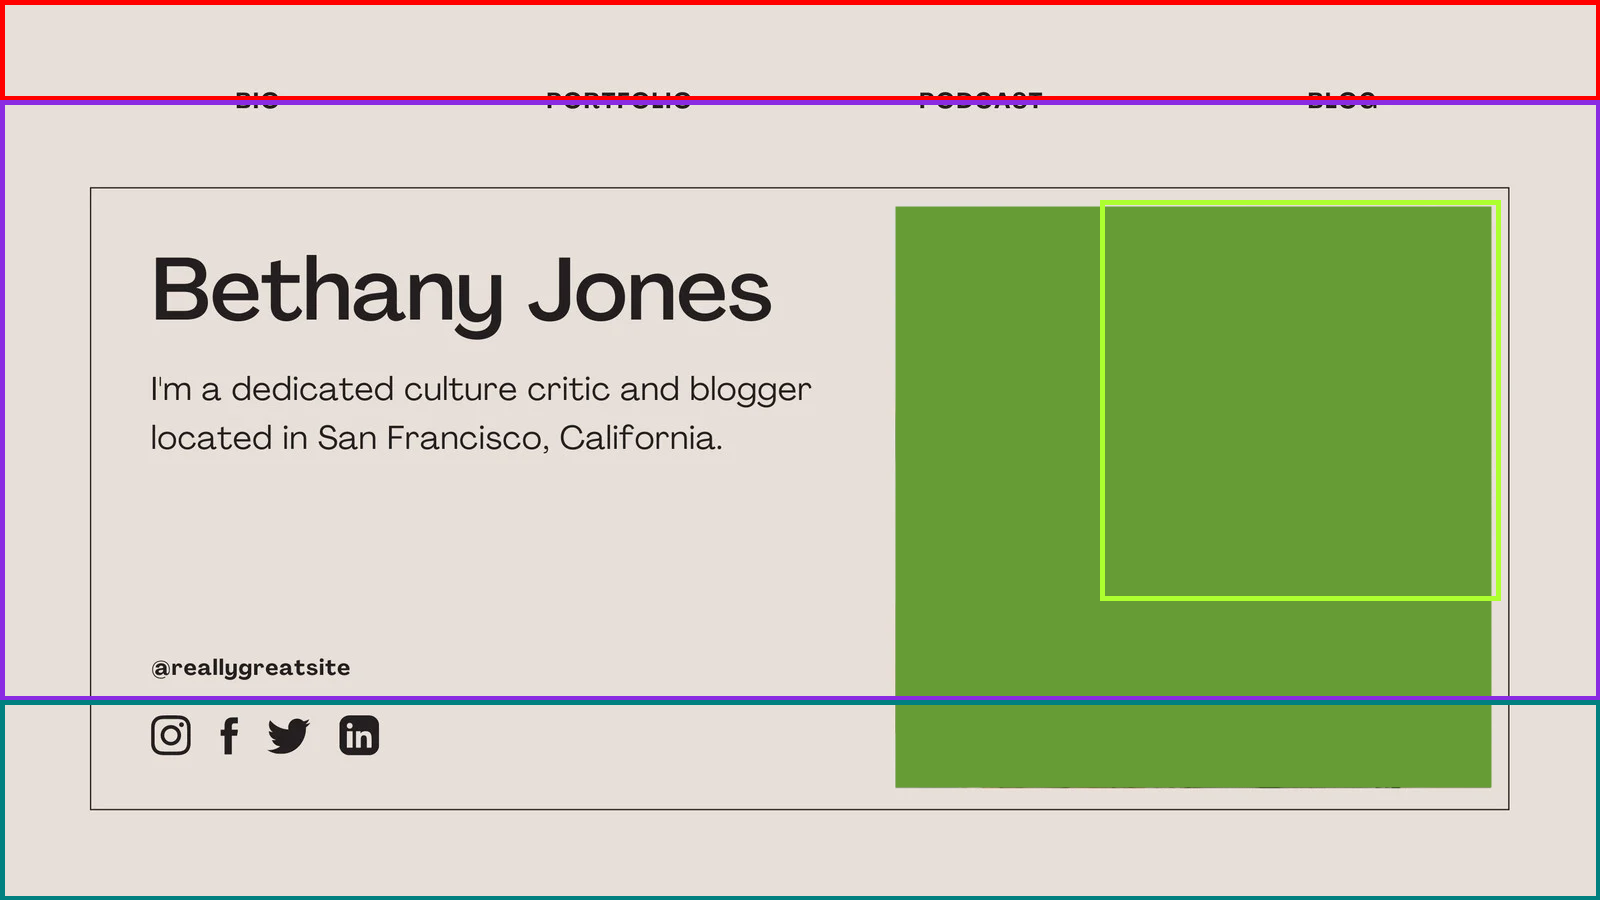 BIO PORTFOLIO PODCAST BLOG
Bethany Jones
I'm a dedicated culture critic and blogger
located in San Francisco, California.
@reallygreatsite